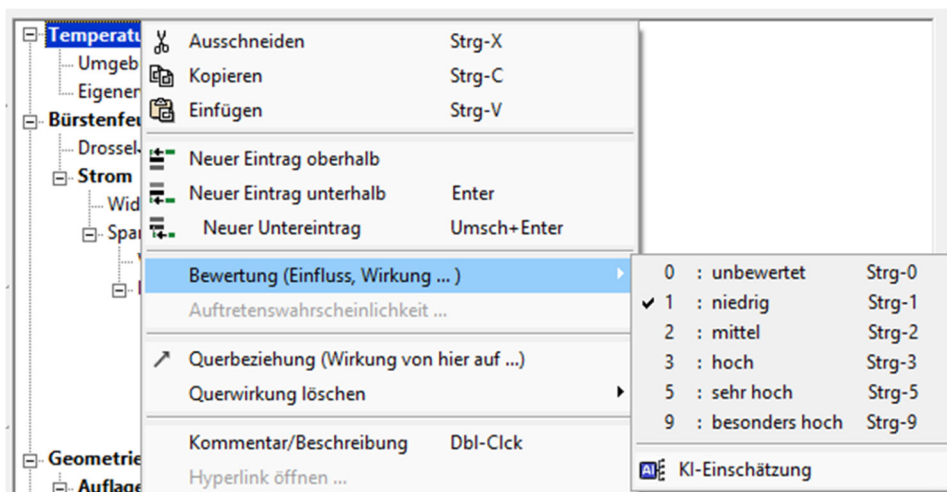 Temperatu
Umgeb
Eigener
Bürstenfeu
Drossel
Strom
Wid
Spar
Geometrie
Auflage
Ausschneiden Strg-X
Kopieren Strg-C
Einfügen Strg-V
Neuer Eintrag oberhalb
Neuer Eintrag unterhalb Enter
Neuer Untereintrag Umsch+Enter
Bewertung (Einfluss, Wirkung ... )
Auftretenswahrscheinlichkeit ...
Querbeziehung (Wirkung von hier auf ...)
Querwirkung löschen
Kommentar/Beschreibung Dbl-Clck
Hyperlink öffnen ...
0 : unbewertet Strg-0
1 : niedrig Strg-1
2 : mittel Strg-2
3 : hoch Strg-3
5 : sehr hoch Strg-5
9 : besonders hoch Strg-9
AI KI-Einschätzung